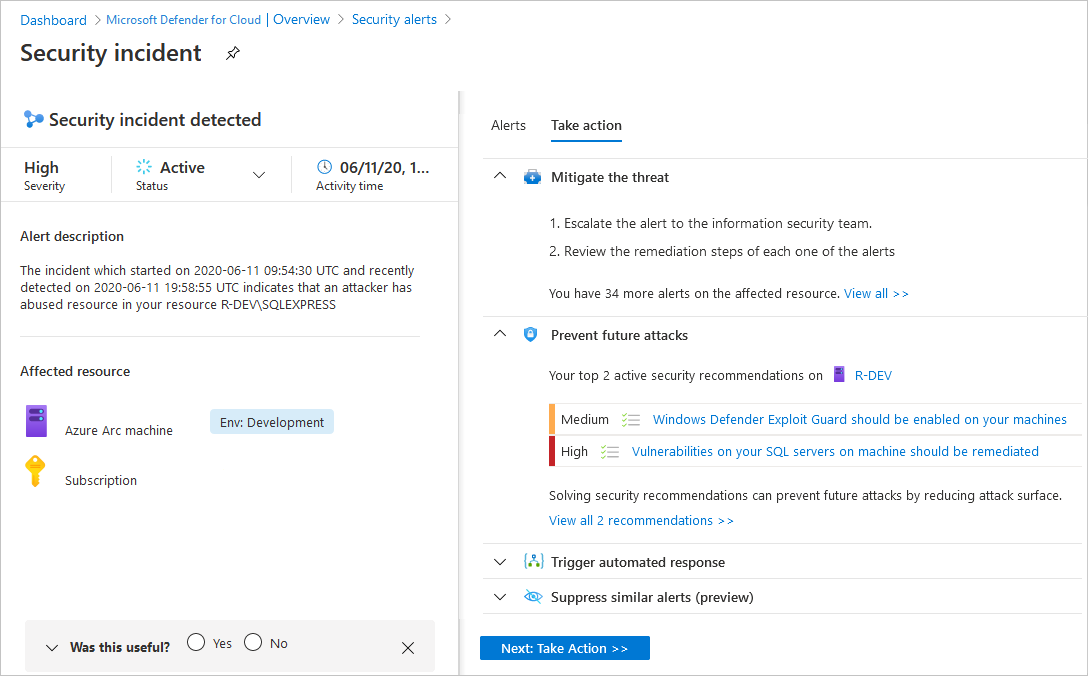 Dashboard > Microsoft Defender for Cloud | Overview > Security alerts >
Security incident
Security incident detected
High
Severity
Active
Status
06/11/20, 1...
Activity time
Alert description
The incident which started on 2020-06-11 09:54:30 UTC and recently
detected on 2020-06-11 19:58:55 UTC indicates that an attacker has
abused resource in your resource R-DEV\SQLEXPRESS
Affected resource
Azure Arc machine
Env: Development
Subscription
Was this useful? Yes No
Alerts
Take action
Mitigate the threat
1. Escalate the alert to the information security team.
2. Review the remediation steps of each one of the alerts
You have 34 more alerts on the affected resource. View all >>
Prevent future attacks
Your top 2 active security recommendations on R-DEV
Medium Windows Defender Exploit Guard should be enabled on your machines
High Vulnerabilities on your SQL servers on machine should be remediated
Solving security recommendations can prevent future attacks by reducing attack surface.
View all 2 recommendations >>
Trigger automated response
Suppress similar alerts (preview)
Next: Take Action >>